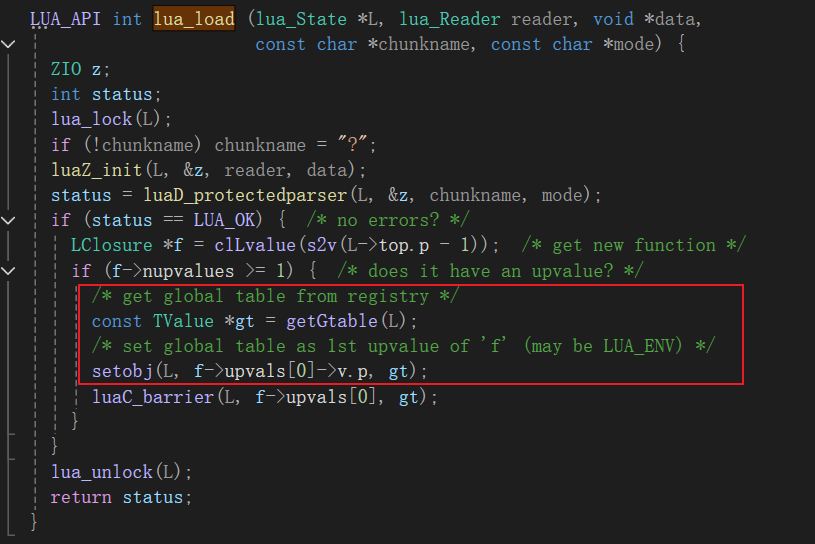 LUA_API int lua_load (lua_State *L, lua_Reader reader, void *data,
                      const char *chunkname, const char *mode) {
  ZIO z;
  int status;
  lua_lock(L);
  if (!chunkname) chunkname = "?";
  luaZ_init(L, &z, reader, data);
  status = luaD_protectedparser(L, &z, chunkname, mode);
  if (status == LUA_OK) {  /* no errors? */
    LClosure *f = clLvalue(s2v(L->top.p - 1));  /* get new function */
    if (f->nupvalues >= 1) {  /* does it have an upvalue? */
      /* get global table from registry */
      const TValue *gt = getGtable(L);
      /* set global table as 1st upvalue of 'f' (may be LUA_ENV) */
      setobj(L, f->upvals[0]->v.p, gt);
      luaC_barrier(L, f->upvals[0], gt);
    }
  }
  lua_unlock(L);
  return status;
}